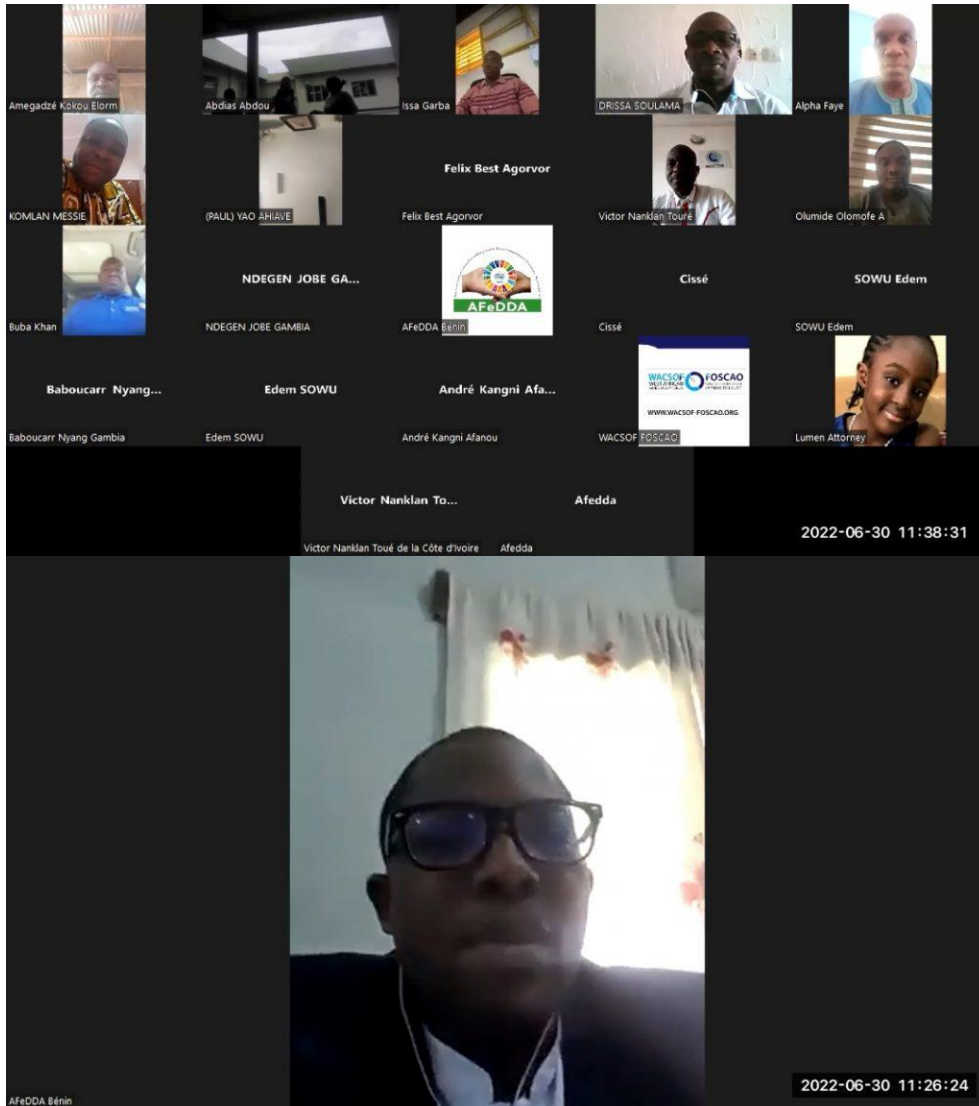 Amegadzé Kokou Elorm
Abdias Abdou
Issa Garba
DRISSA SOULAMA
Alpha Faye
KOMLAN MESSIE
(PAUL) YAO AHIAVE
Felix Best Agorvor
Felix Best Agorvor
Victor Nanklan Touré
Olumide Olomofe A
Buba Khan
NDEGEN JOBE GA...
NDEGEN JOBE GAMBIA
AFeDDA
AFeDDA Bénin
Cissé
Cissé
SOWU Edem
SOWU Edem
Baboucarr Nyang...
Baboucarr Nyang Gambia
Edem SOWU
Edem SOWU
André Kangni Afa...
André Kangni Afanou
WACSOF FOSCAO
WWW.WACSOF-FOSCAO.ORG
WACSOF FOSCAO
Lumen Attorney
Victor Nanklan To...
Victor Nanklan Toué de la Côte d'Ivoire
Afedda
Afedda
2022-06-30 11:38:31
AFeDDA Bénin
2022-06-30 11:26:24